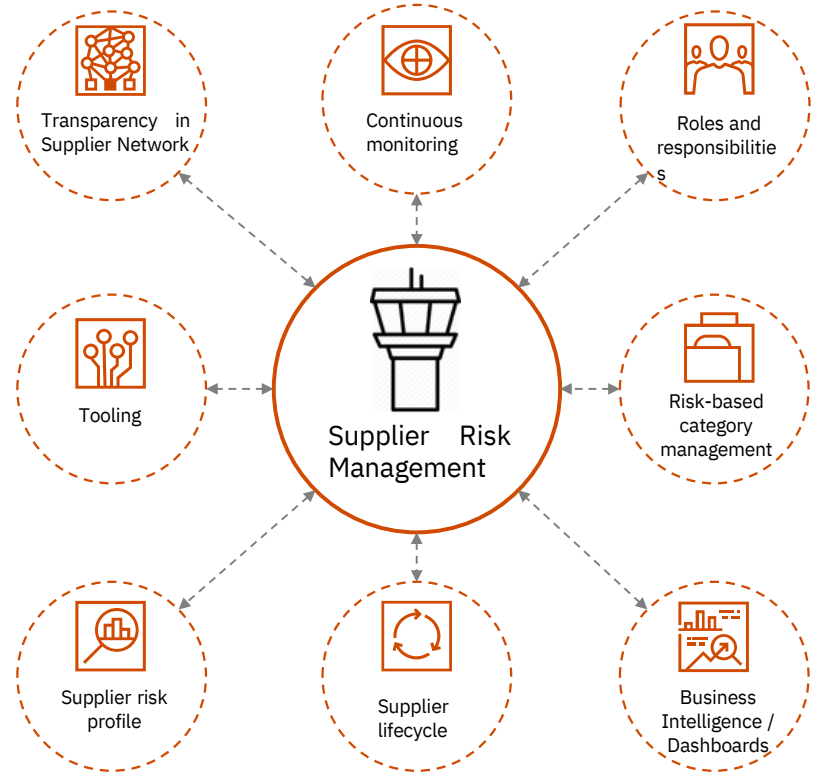 Transparency in
Supplier Network
Continuous
monitoring
Roles and
responsibilitie
s
Tooling
Supplier Risk
Management
Risk-based
category
management
Supplier risk
profile
Supplier
lifecycle
Business
Intelligence /
Dashboards